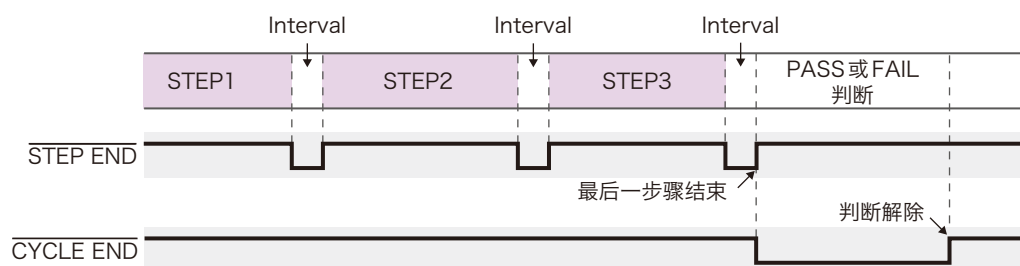 Interval Interval Interval
STEP1 STEP2 STEP3 PASS或FAIL
判断
STEP END
最后一步骤结束
判断解除
CYCLE END